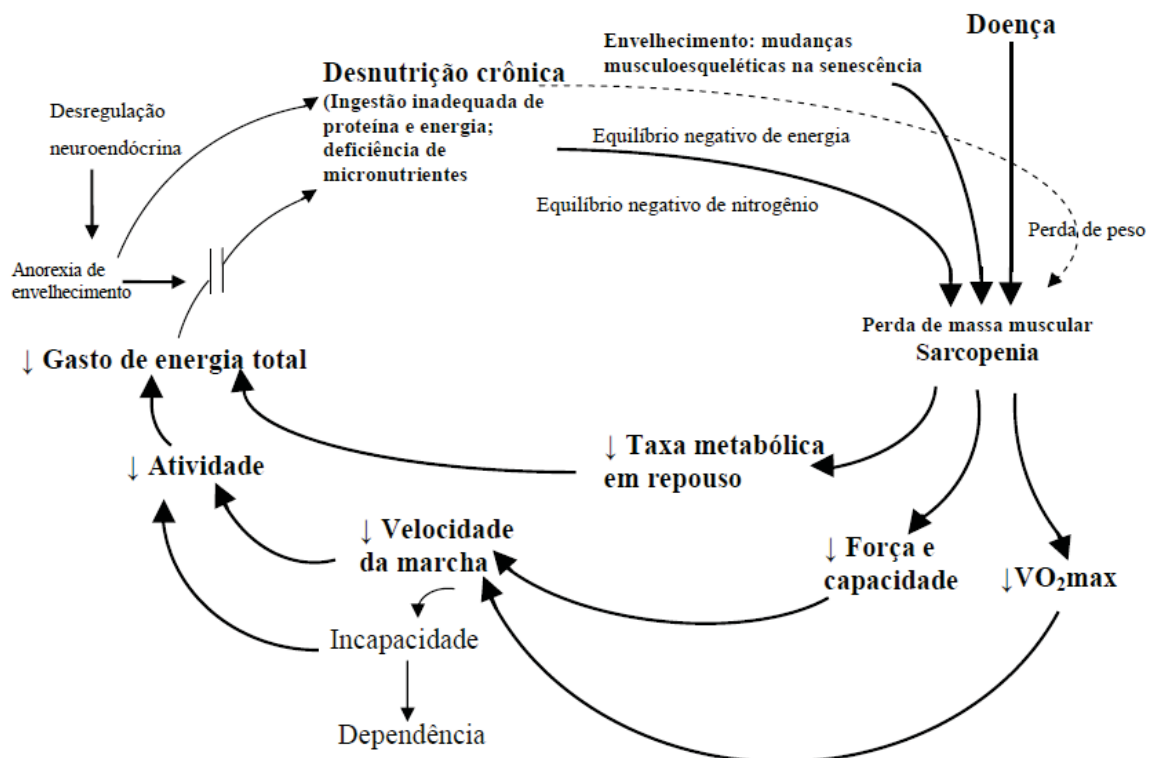 Doença
Envelhecimento: mudanças
musculoesqueléticas na senescência
Desnutrição crônica
(Ingestão inadequada de
proteína e energia;
deficiência de
micronutrientes
Desregulação
neuroendócrina
Equilíbrio negativo de energia
Equilíbrio negativo de nitrogênio
Perda de peso
Anorexia de
envelhecimento
Perda de massa muscular
Sarcopenia
↓ Gasto de energia total
↓ Taxa metabólica
em repouso
↓ Atividade
↓ Velocidade
da marcha
↓ Força e
capacidade
↓VO₂max
Incapacidade
Dependência